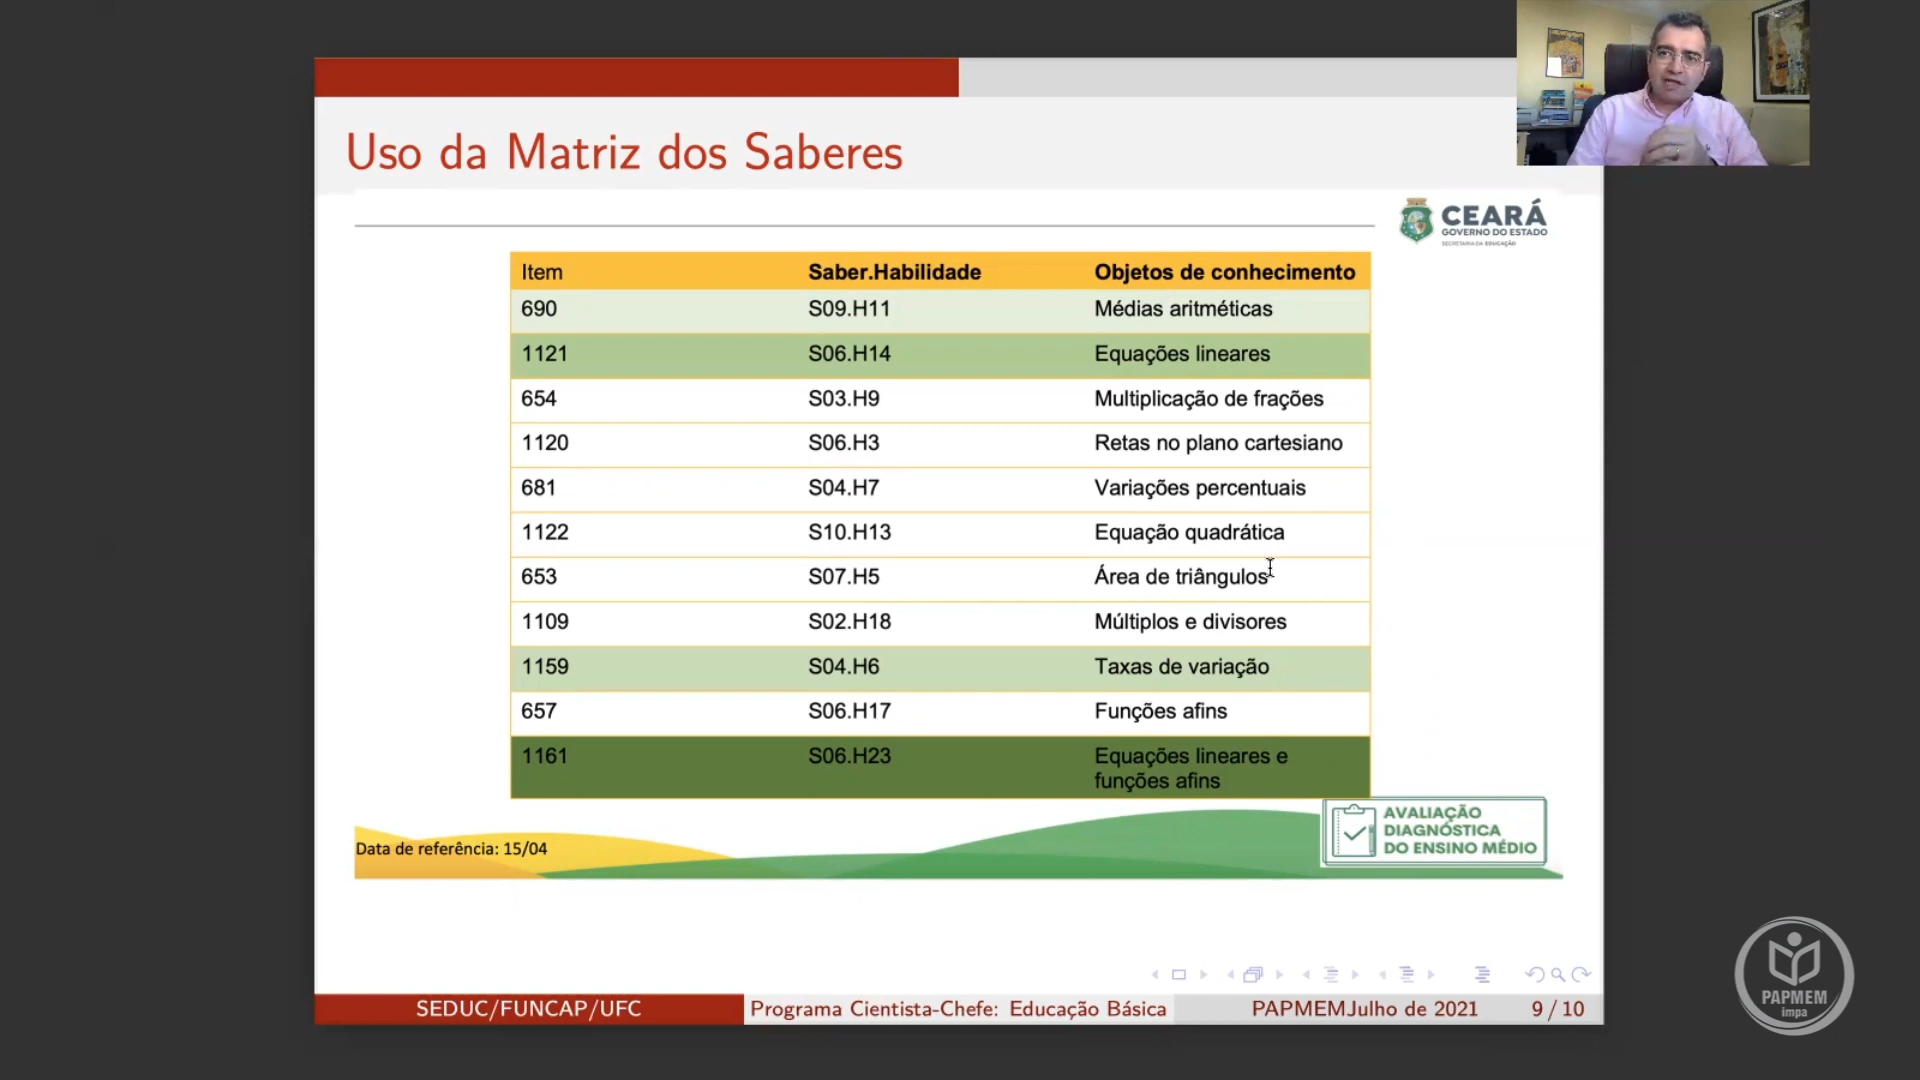 Uso da Matriz dos Saberes
CEARÁ
GOVERNO DO ESTADO
SECRETARIA DA EDUCAÇÃO
Item Saber.Habilidade Objetos de conhecimento
690 S09.H11 Médias aritméticas
1121 S06.H14 Equações lineares
654 S03.H9 Multiplicação de frações
1120 S06.H3 Retas no plano cartesiano
681 S04.H7 Variações percentuais
1122 S10.H13 Equação quadrática
653 S07.H5 Área de triângulos
1109 S02.H18 Múltiplos e divisores
1159 S04.H6 Taxas de variação
657 S06.H17 Funções afins
1161 S06.H23 Equações lineares e
funções afins
AVALIAÇÃO
DIAGNÓSTICA
DO ENSINO MÉDIO
Data de referência: 15/04
SEDUC/FUNCAP/UFC Programa Cientista-Chefe: Educação Básica PAPMEMJulho de 2021 9 / 10
PAPMEM
impa